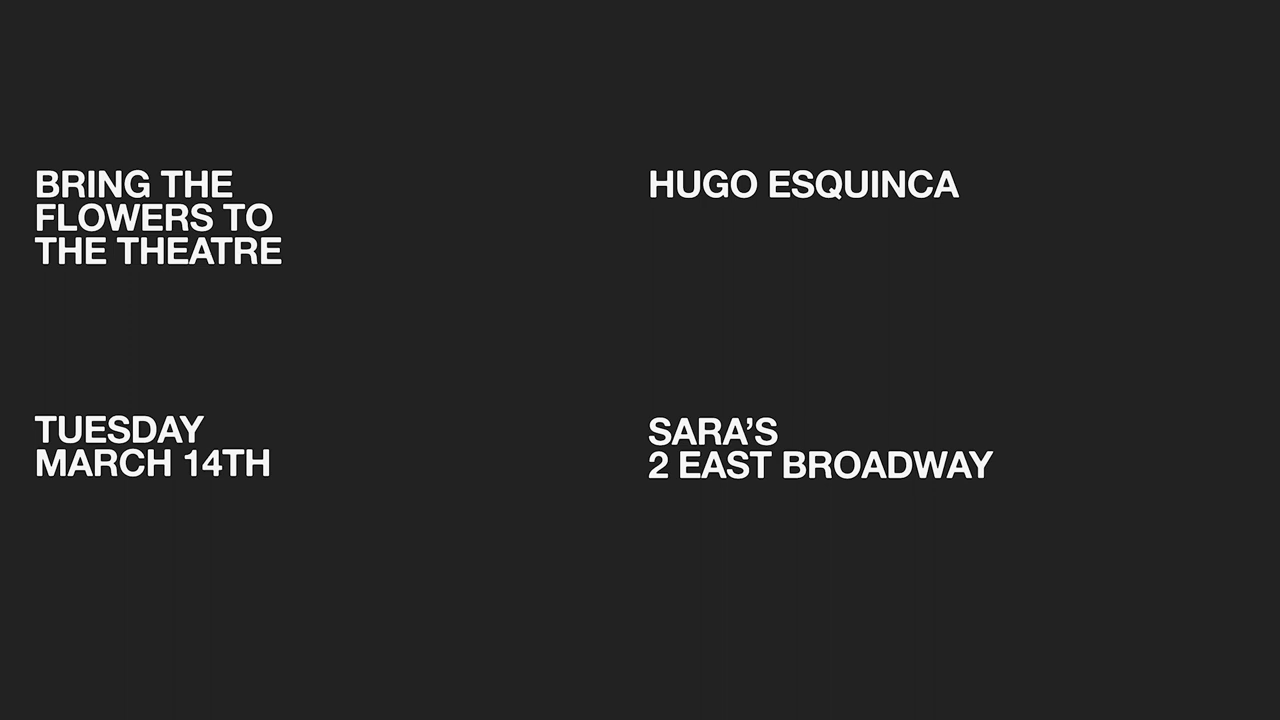 BRING THE
FLOWERS TO
THE THEATRE
HUGO ESQUINCA
TUESDAY
MARCH 14TH
SARA’S
2 EAST BROADWAY